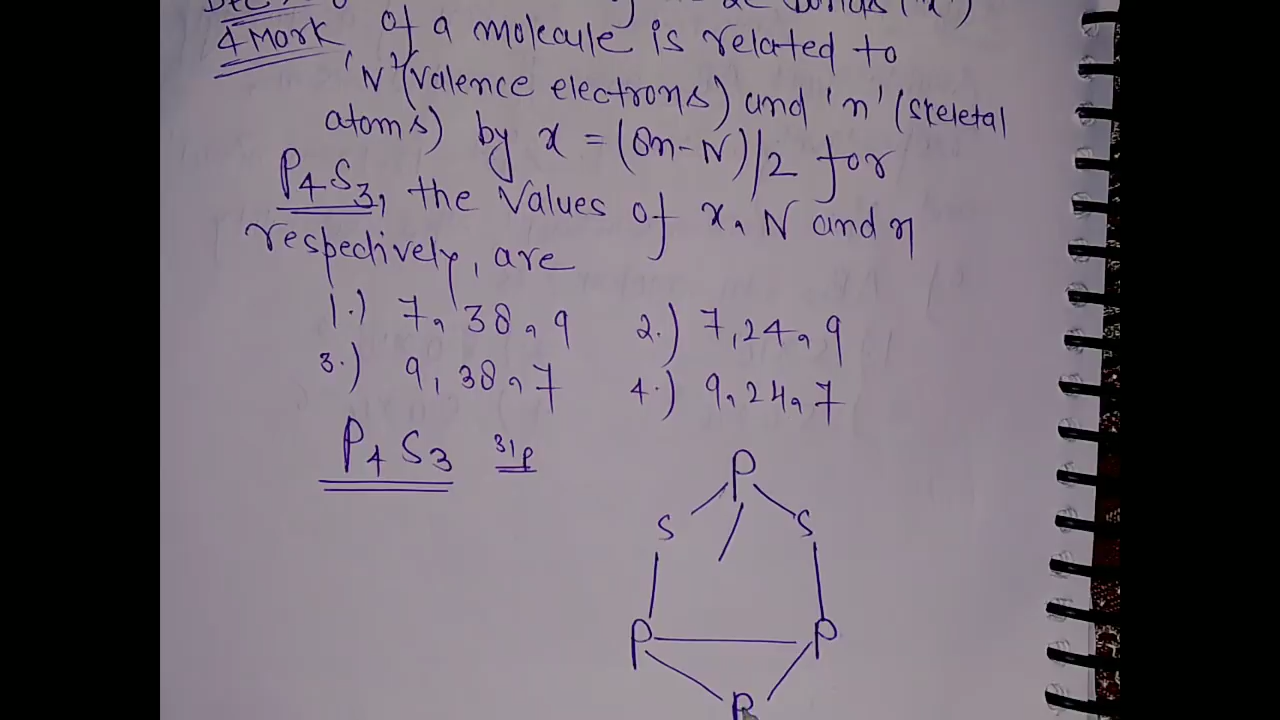 4 Mark of a molecule is related to
'N' (valence electrons) and 'n' (skeletal
atoms) by x = (8n-N)/2 for
P4S3, the Values of x, N and n
respectively, are
1.) 7, 38, 9 2.) 7, 24, 9
3.) 9, 38, 7 4.) 9, 24, 7
P4S3 31P
P
S S
P P
P